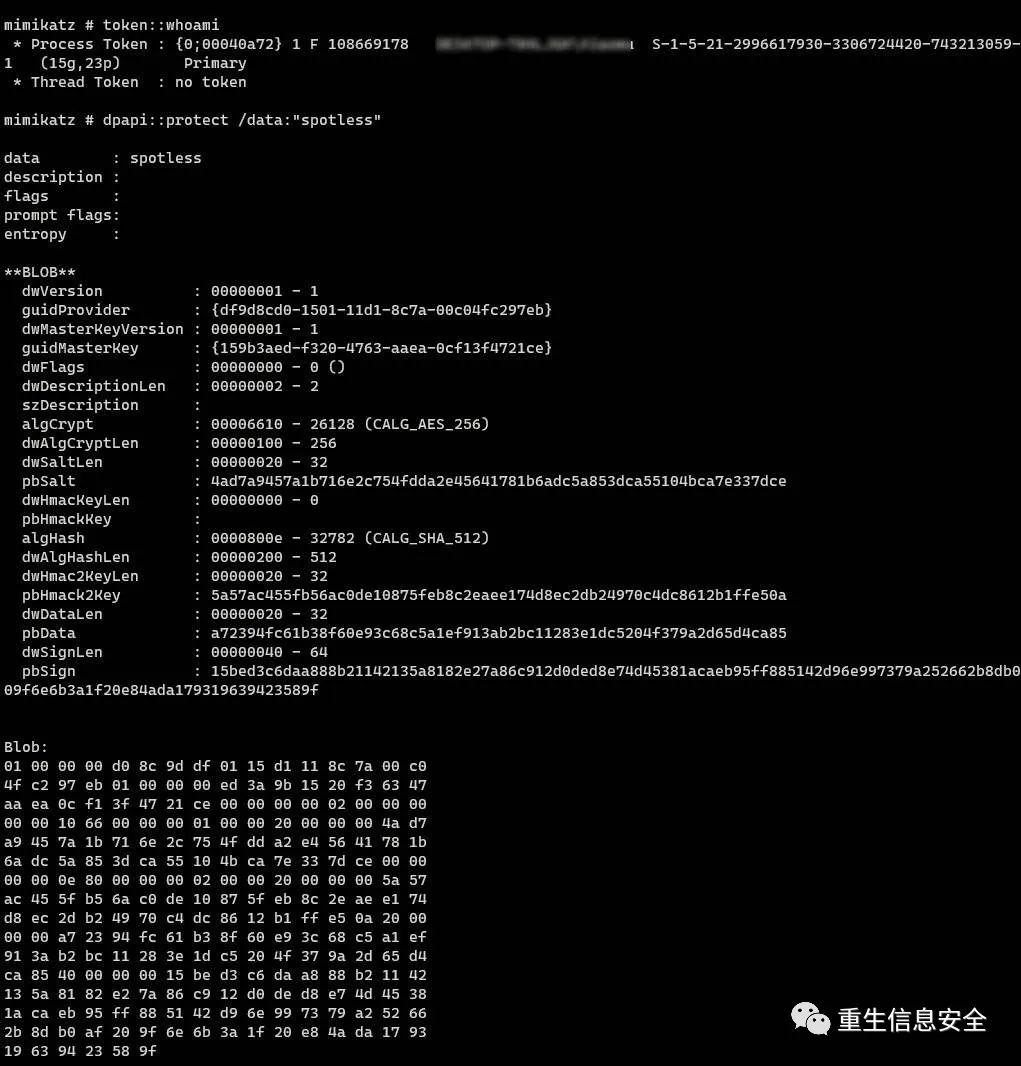 mimikatz # token::whoami
 * Process Token : {0;00040a72} 1 F 108669178 S-1-5-21-2996617930-3306724420-743213059-
1   (15g,23p)       Primary
 * Thread Token  : no token
mimikatz # dpapi::protect /data:"spotless"
data        : spotless
description :
flags       :
prompt flags:
entropy     :
**BLOB**
  dwVersion          : 00000001 - 1
  guidProvider       : {df9d8cd0-1501-11d1-8c7a-00c04fc297eb}
  dwMasterKeyVersion : 00000001 - 1
  guidMasterKey      : {159b3aed-f320-4763-aaea-0cf13f4721ce}
  dwFlags            : 00000000 - 0 ()
  dwDescriptionLen   : 00000002 - 2
  szDescription      :
  algCrypt           : 00006610 - 26128 (CALG_AES_256)
  dwAlgCryptLen      : 00000100 - 256
  dwSaltLen          : 00000020 - 32
  pbSalt             : 4ad7a9457a1b716e2c754fdda2e45641781b6adc5a853dca55104bca7e337dce
  dwHmacKeyLen       : 00000000 - 0
  pbHmackKey         :
  algHash            : 0000800e - 32782 (CALG_SHA_512)
  dwAlgHashLen       : 00000200 - 512
  dwHmac2KeyLen      : 00000020 - 32
  pbHmack2Key        : 5a57ac455fb56ac0de10875feb8c2eaee174d8ec2db24970c4dc8612b1ffe50a
  dwDataLen          : 00000020 - 32
  pbData             : a72394fc61b38f60e93c68c5a1ef913ab2bc11283e1dc5204f379a2d65d4ca85
  dwSignLen          : 00000040 - 64
  pbSign             : 15bed3c6daa888b21142135a8182e27a86c912d0ded8e74d45381acaeb95ff885142d96e997379a252662b8db0
09f6e6b3a1f20e84ada179319639423589f
Blob:
01 00 00 00 d0 8c 9d df 01 15 d1 11 8c 7a 00 c0
4f c2 97 eb 01 00 00 00 ed 3a 9b 15 20 f3 63 47
aa ea 0c f1 3f 47 21 ce 00 00 00 00 02 00 00 00
00 00 10 66 00 00 00 01 00 00 20 00 00 00 4a d7
a9 45 7a 1b 71 6e 2c 75 4f dd a2 e4 56 41 78 1b
6a dc 5a 85 3d ca 55 10 4b ca 7e 33 7d ce 00 00
00 00 0e 80 00 00 00 02 00 00 20 00 00 00 5a 57
ac 45 5f b5 6a c0 de 10 87 5f eb 8c 2e ae e1 74
d8 ec 2d b2 49 70 c4 dc 86 12 b1 ff e5 0a 20 00
00 00 a7 23 94 fc 61 b3 8f 60 e9 3c 68 c5 a1 ef
91 3a b2 bc 11 28 3e 1d c5 20 4f 37 9a 2d 65 d4
ca 85 40 00 00 00 15 be d3 c6 da a8 88 b2 11 42
13 5a 81 82 e2 7a 86 c9 12 d0 de d8 e7 4d 45 38
1a ca eb 95 ff 88 51 42 d9 6e 99 73 79 a2 52 66
2b 8d b0 af 20 9f 6e 6b 3a 1f 20 e8 4a da 17 93
19 63 94 23 58 9f
重生信息安全